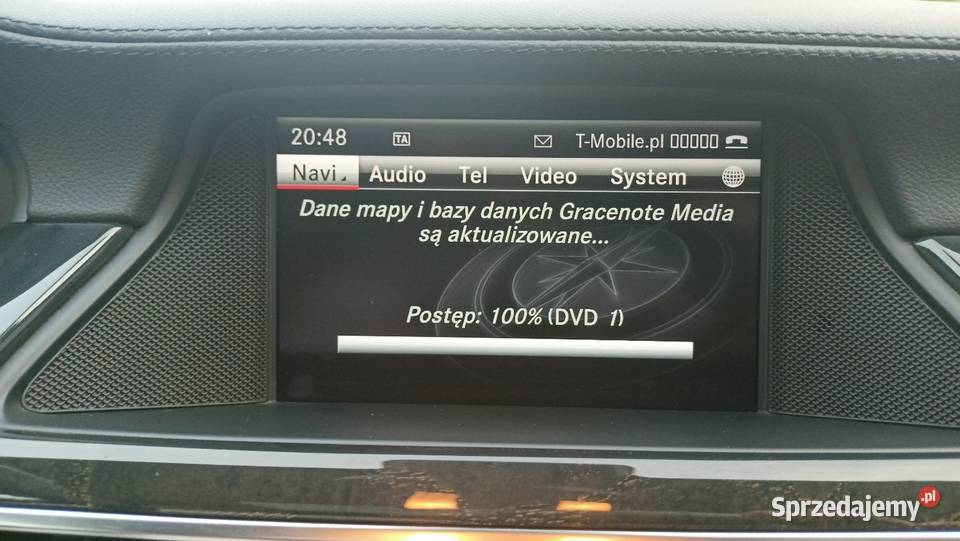 20:48 TA T-Mobile.pl
Navi Audio Tel Video System
Dane mapy i bazy danych Gracenote Media
są aktualizowane...
Postęp: 100% (DVD 1)
Sprzedajemy.pl